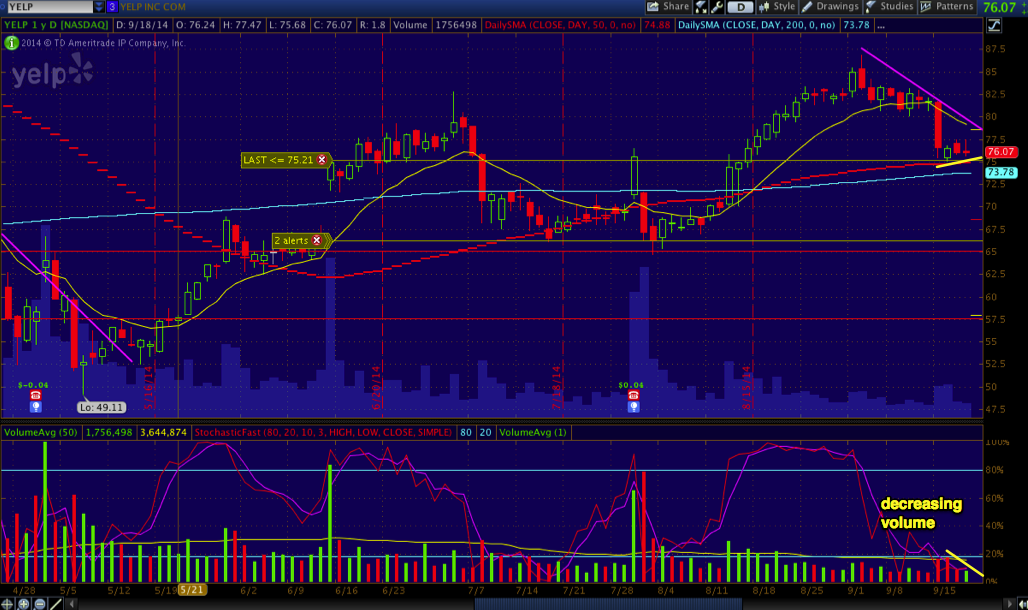 YELP
3
YELP INC COM
Share
D
Style
Drawings
Studies
Patterns
76.07
YELP 1 y D [NASDAQ]
D: 9/18/14
O: 76.24
H: 77.47
L: 75.68
C: 76.07
R: 1.8
Volume
1756498
DailySMA (CLOSE, DAY, 50, 0, no)
74.88
DailySMA (CLOSE, DAY, 200, 0, no)
73.78
...
2014 © TD Ameritrade IP Company, Inc.
yelp
87.5
85
82.5
80
77.5
LAST <= 75.21
76.07
75
73.78
72.5
70
67.5
2 alerts
65
62.5
60
57.5
55
52.5
50
47.5
$-0.04
$0.04
Lo: 49.11
5/16/14
6/20/14
7/18/14
8/15/14
VolumeAvg (50)
1,756,498
3,644,874
StochasticFast (80, 20, 10, 3, HIGH, LOW, CLOSE, SIMPLE)
80
20
VolumeAvg (1)
100%
80%
60%
40%
20%
0%
decreasing
volume
4/28
5/5
5/12
5/19
5/21
6/2
6/9
6/16
6/23
7/7
7/14
7/21
7/28
8/4
8/11
8/18
8/25
9/1
9/8
9/15